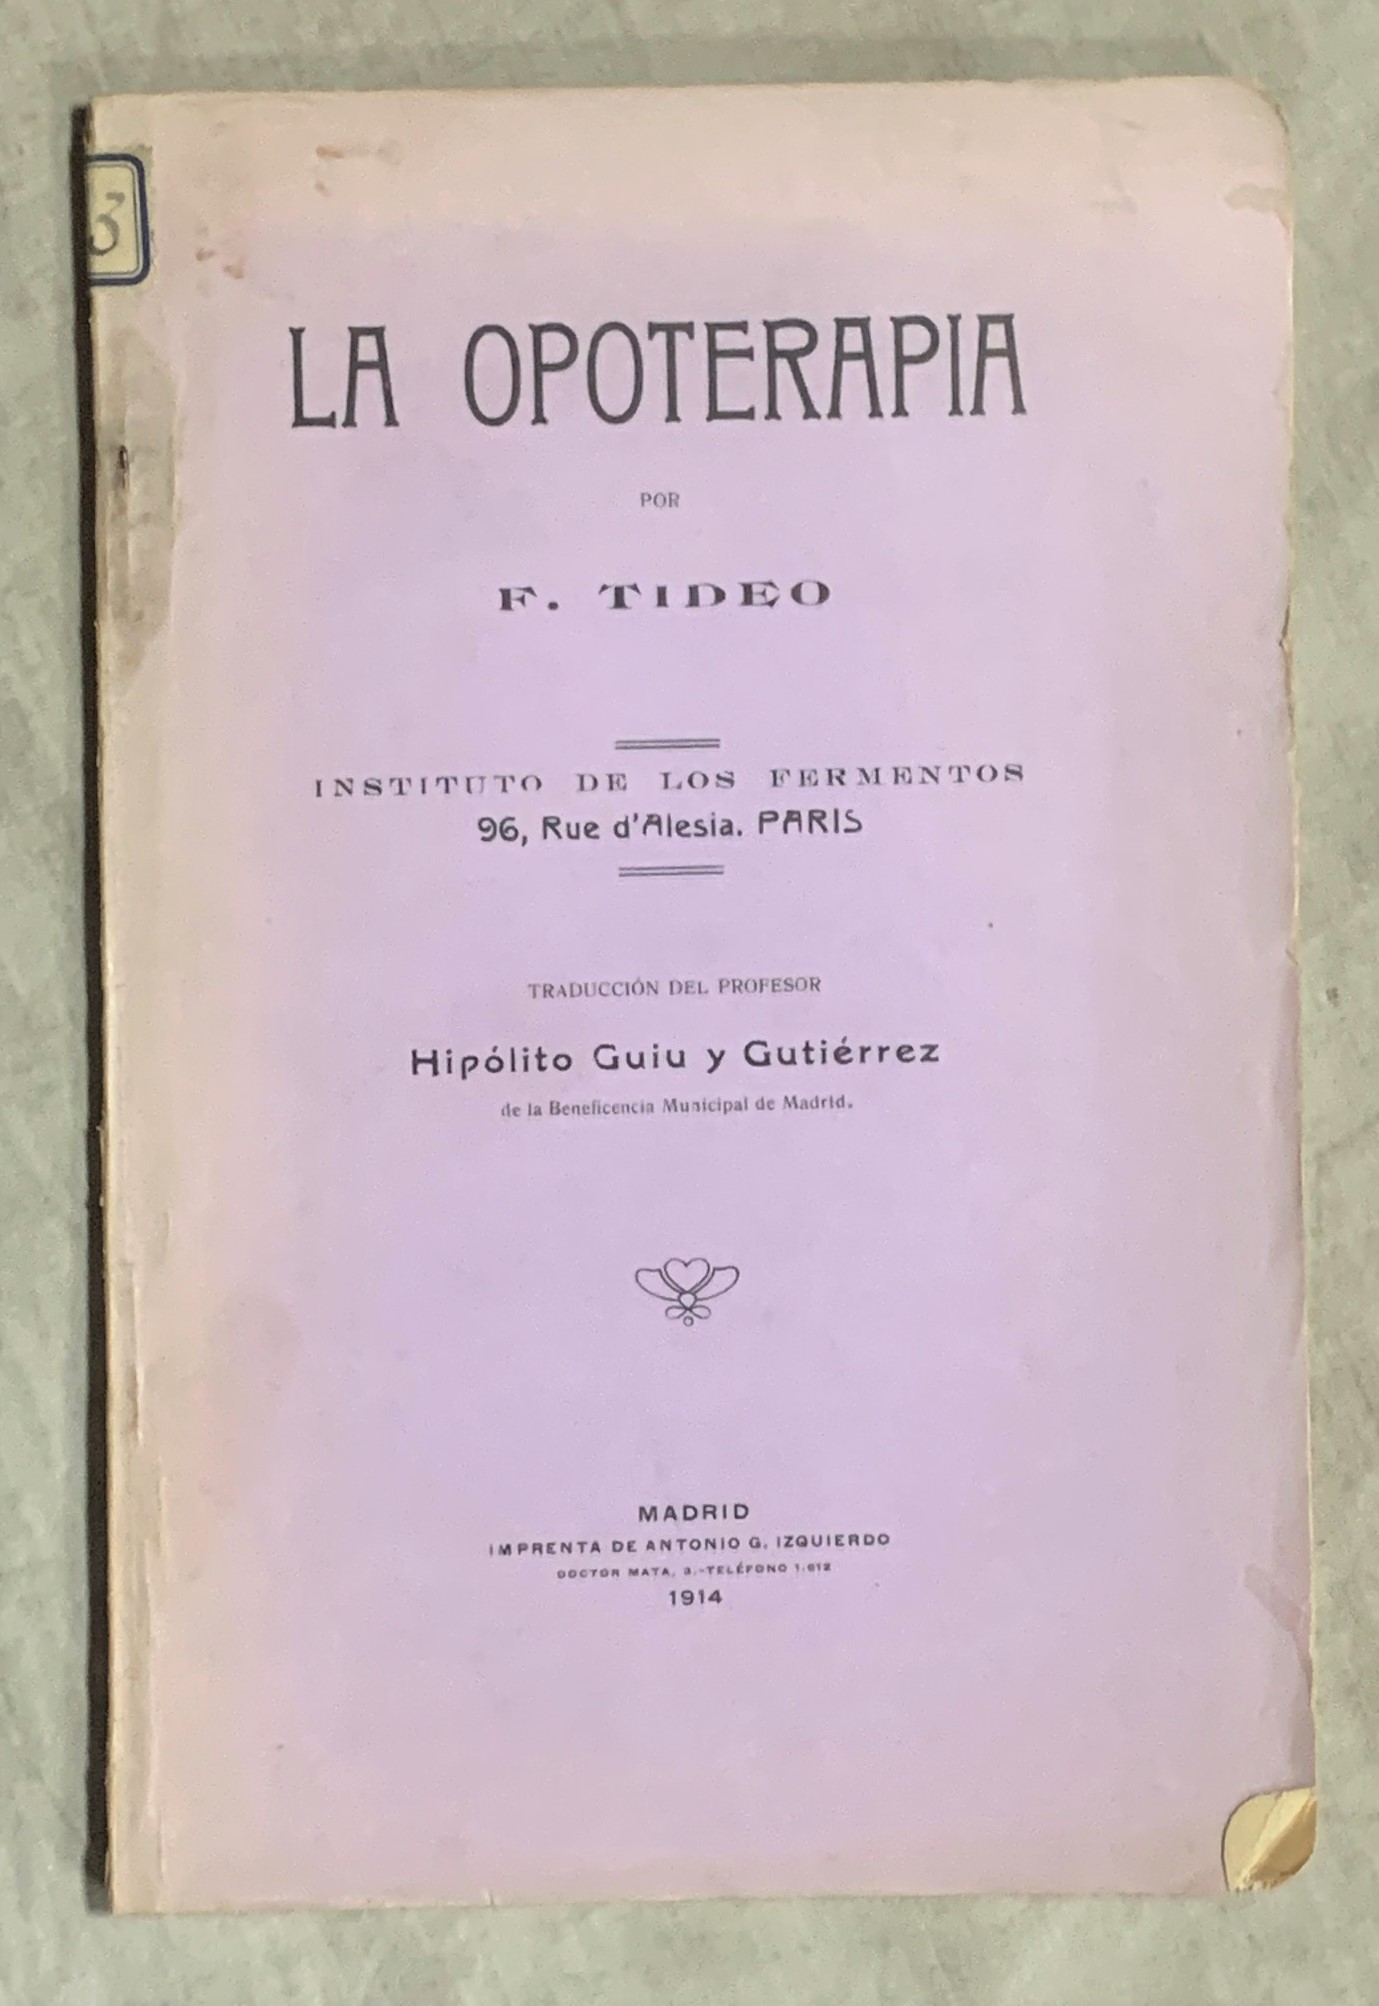 3
LA OPOTERAPIA
POR
F. TIDEO
INSTITUTO DE LOS FERMENTOS
96, Rue d'Alesia. PARIS
TRADUCCIÓN DEL PROFESOR
Hipólito Guiu y Gutiérrez
de la Beneficencia Municipal de Madrid.
MADRID
IMPRENTA DE ANTONIO G. IZQUIERDO
DOCTOR MATA, 3.-TELÉFONO 1.612
1914